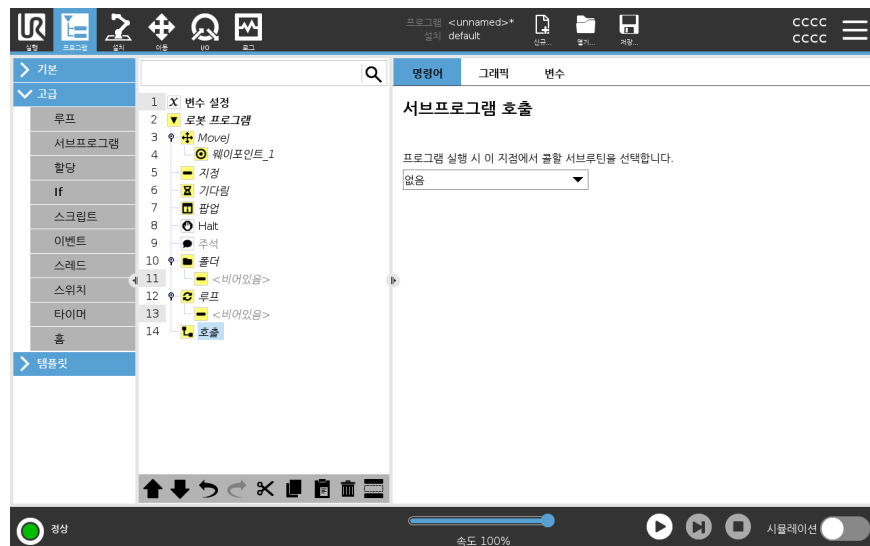 UR
실행
프로그램
설치
이동
I/O
로그
프로그램 <unnamed>*
설치 default
신규...
열기...
저장...
cccc
cccc
기본
고급
루프
서브프로그램
할당
If
스크립트
이벤트
스레드
스위치
타이머
홈
템플릿
1 X 변수 설정
2 로봇 프로그램
3 MoveJ
4 웨이포인트_1
5 지정
6 기다림
7 팝업
8 Halt
9 주석
10 폴더
11 <비어있음>
12 루프
13 <비어있음>
14 호출
명령어 그래픽 변수
서브프로그램 호출
프로그램 실행 시 이 지점에서 콜할 서브루틴을 선택합니다.
없음
정상
속도 100%
시뮬레이션